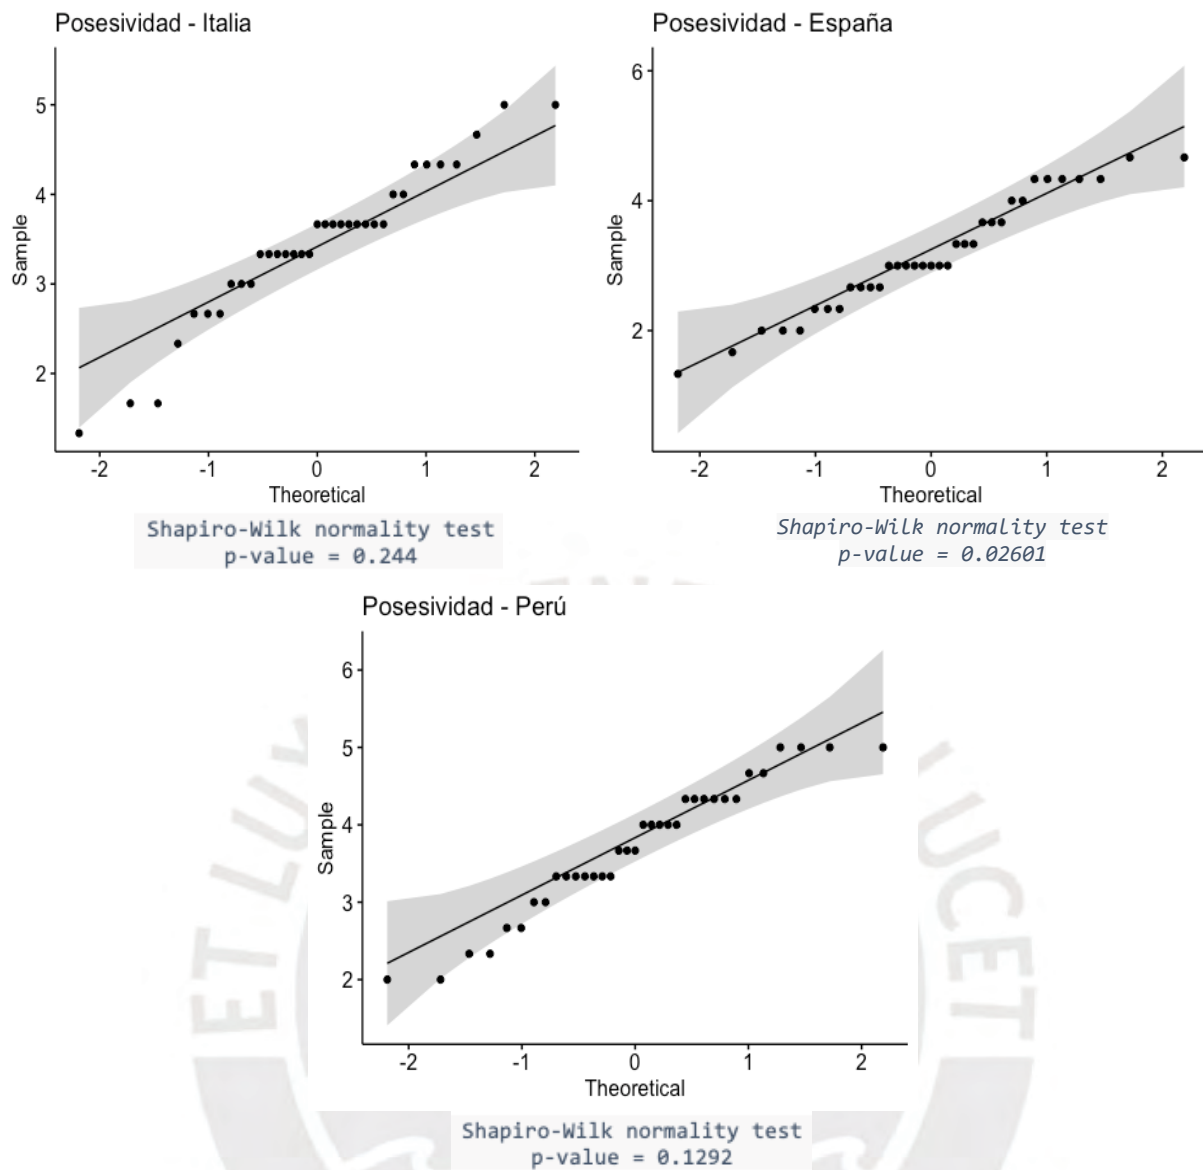 Posesividad - Italia
5
4
3
2
Sample
-2 -1 0 1 2
Theoretical
Shapiro-Wilk normality test
p-value = 0.244
Posesividad - España
6
4
2
Sample
-2 -1 0 1 2
Theoretical
Shapiro-Wilk normality test
p-value = 0.02601
Posesividad - Perú
6
5
4
3
2
Sample
-2 -1 0 1 2
Theoretical
Shapiro-Wilk normality test
p-value = 0.1292
ET
LUCET